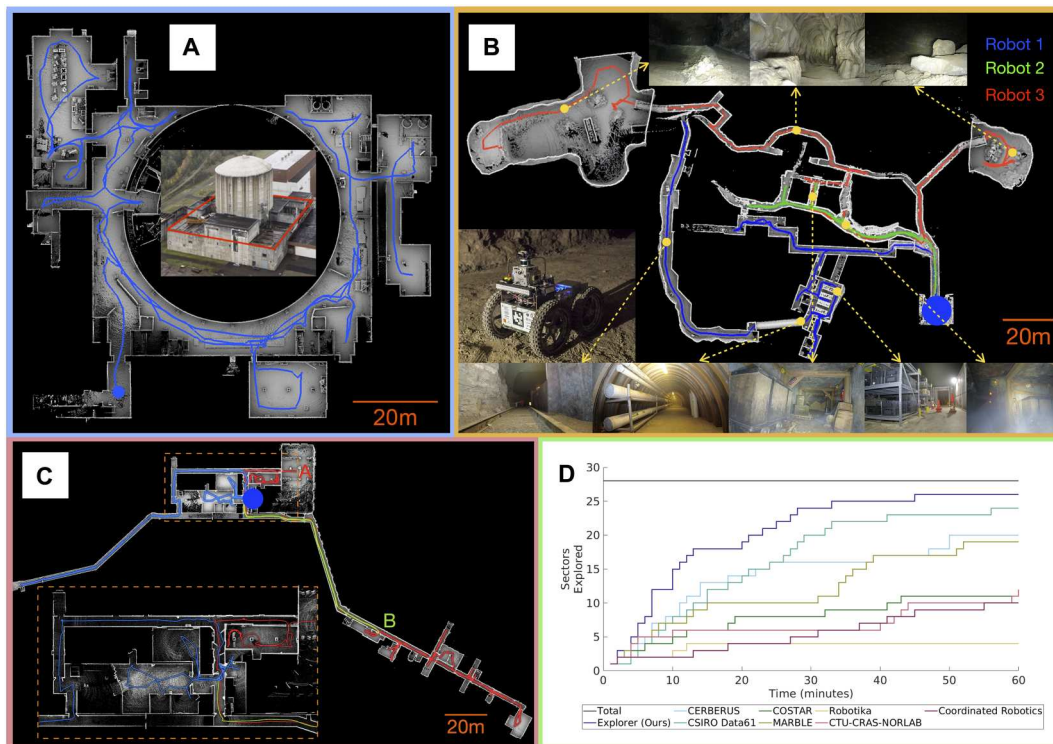 A
20m
B
Robot 1
Robot 2
Robot 3
20m
C
A
B
20m
D
30
25
20
15
10
5
0
Sectors
Explored
0 10 20 30 40 50 60
Time (minutes)
Total CERBERUS COSTAR Robotika Coordinated Robotics
Explorer (Ours) CSIRO Data61 MARBLE CTU-CRAS-NORLAB